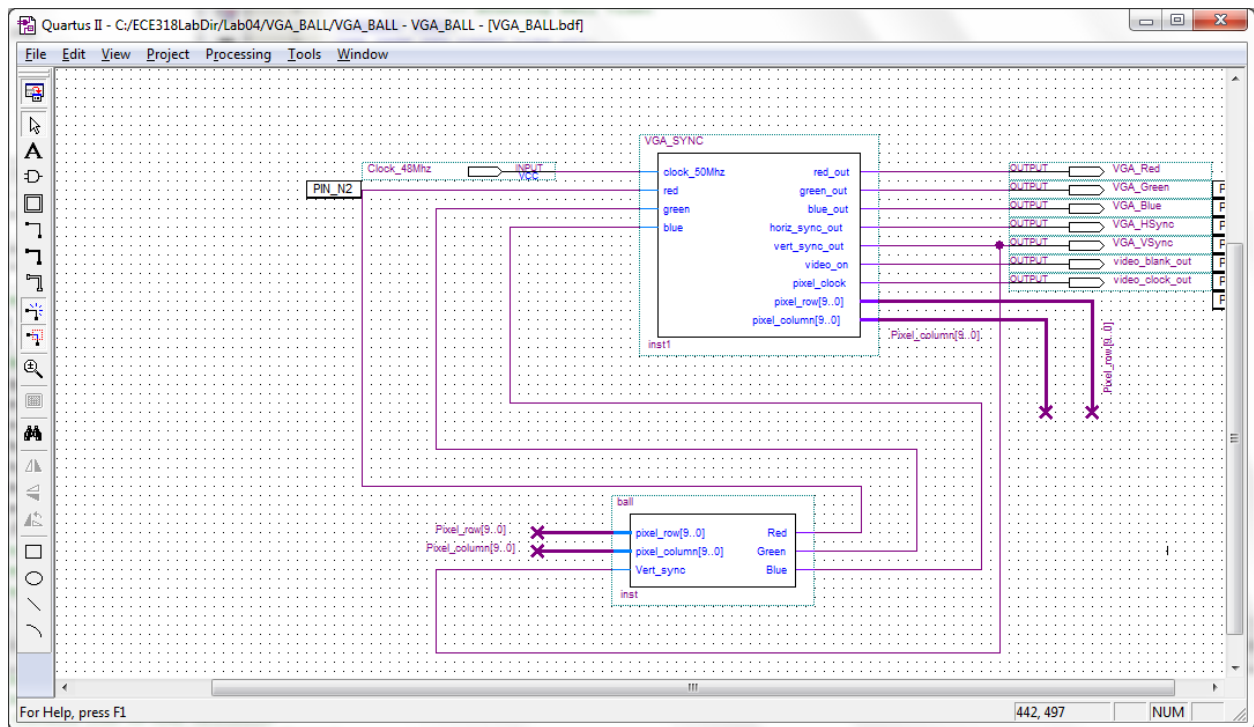 Quartus II - C:/ECE318LabDir/Lab04/VGA_BALL/VGA_BALL - VGA_BALL - [VGA_BALL.bdf]
File Edit View Project Processing Tools Window
VGA_SYNC
Clock_48Mhz INPUT VCC
PIN_N2
clock_50Mhz red_out OUTPUT VGA_Red
red green_out OUTPUT VGA_Green
green blue_out OUTPUT VGA_Blue
blue horiz_sync_out OUTPUT VGA_HSync
vert_sync_out OUTPUT VGA_VSync
video_on OUTPUT video_blank_out
pixel_clock OUTPUT video_clock_out
pixel_row[9..0]
pixel_column[9..0]
inst1
Pixel_column[9..0]
Pixel_row[9..0]
ball
Pixel_row[9..0] pixel_row[9..0] Red
Pixel_column[9..0] pixel_column[9..0] Green
Vert_sync Blue
inst
For Help, press F1 442, 497 NUM